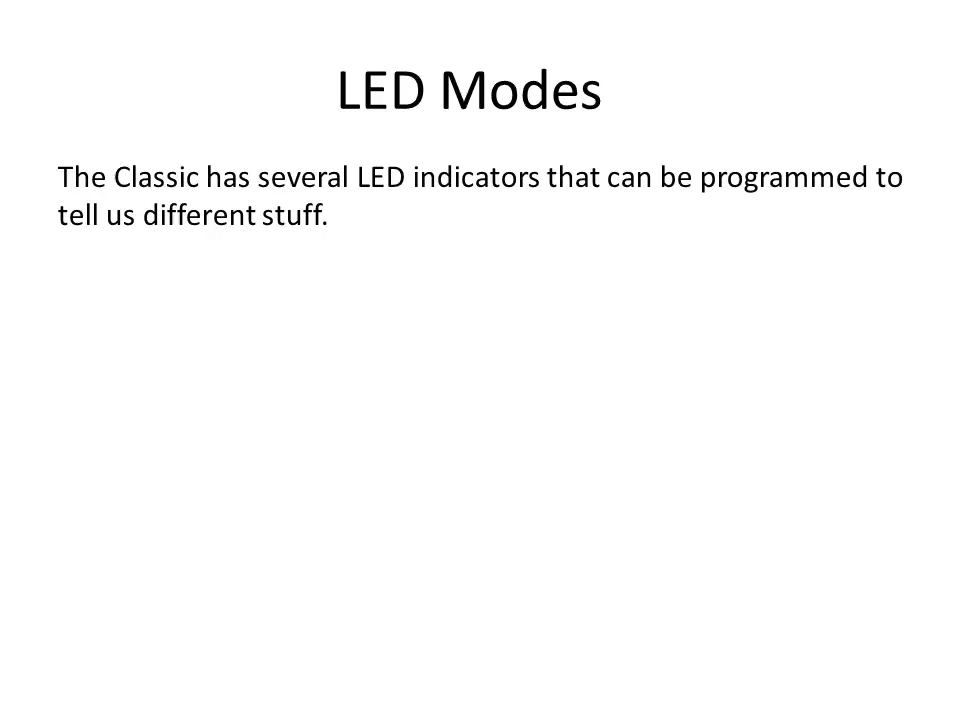 LED Modes
The Classic has several LED indicators that can be programmed to
tell us different stuff.